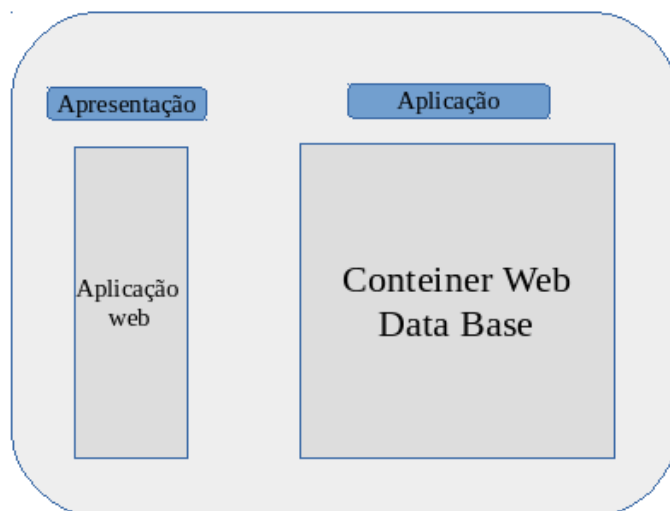 Apresentação
Aplicação
Aplicação
web
Conteiner Web
Data Base